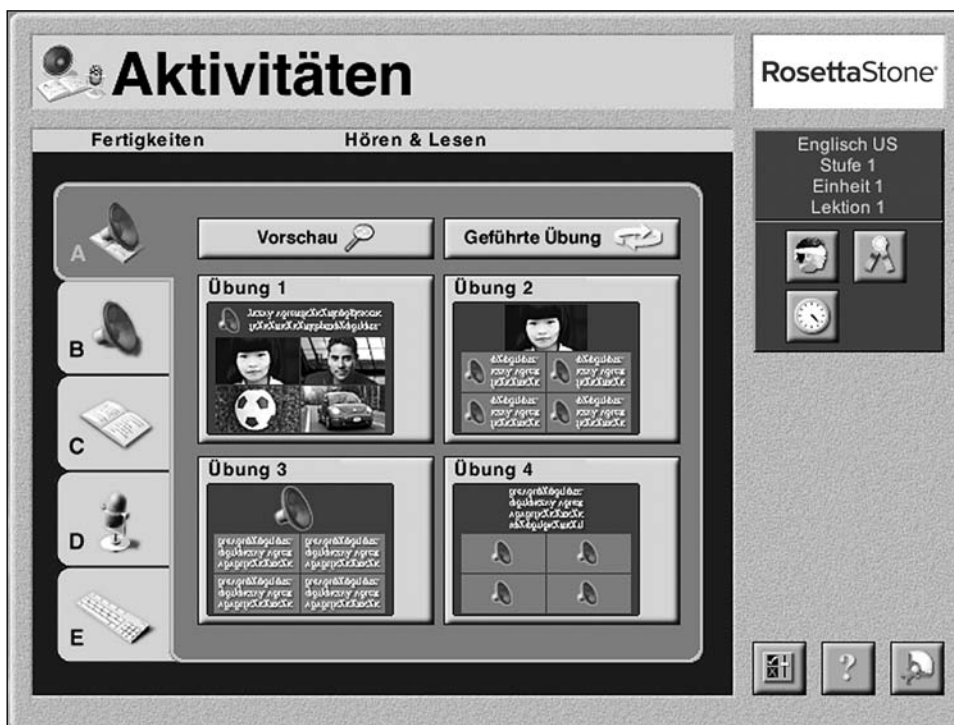 Aktivitäten
RosettaStone
Fertigkeiten
Hören & Lesen
Englisch US
Stufe 1
Einheit 1
Lektion 1
A
Vorschau
Geführte Übung
Übung 1
Übung 2
B
C
Übung 3
Übung 4
D
E
?